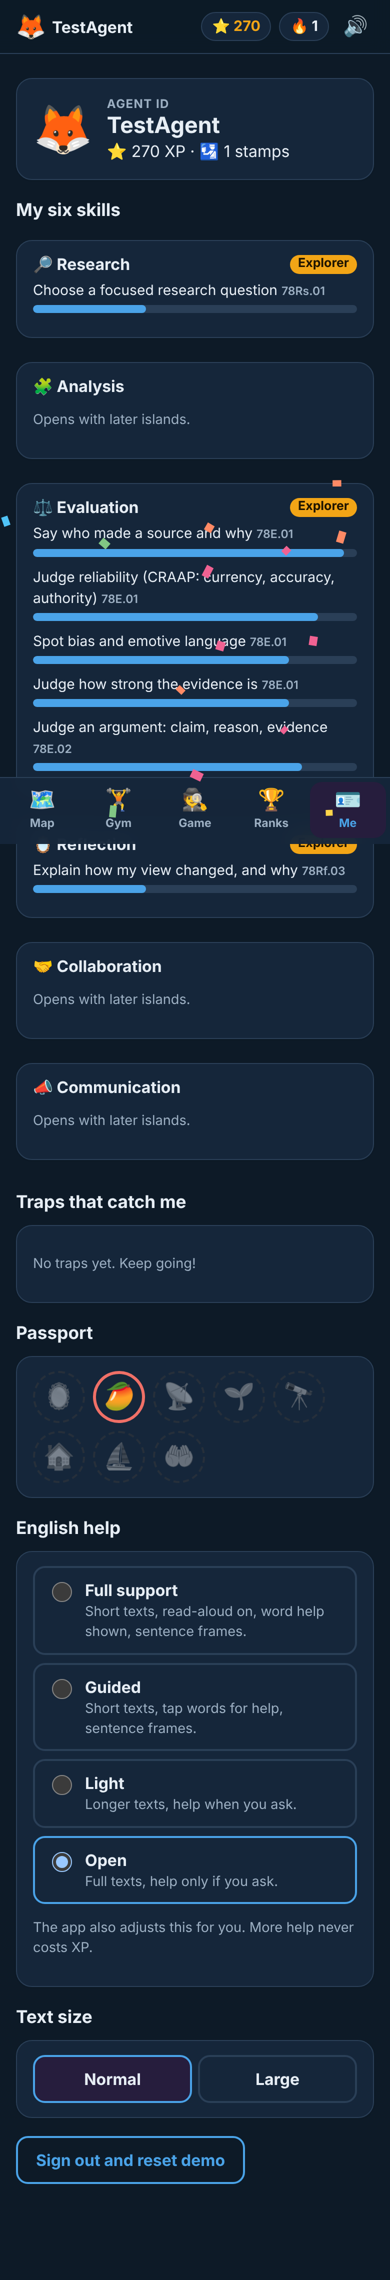 TestAgent
270
1
AGENT ID
TestAgent
270 XP · 1 stamps
My six skills
Research
Explorer
Choose a focused research question 78Rs.01
Analysis
Opens with later islands.
Evaluation
Explorer
Say who made a source and why 78E.01
Judge reliability (CRAAP: currency, accuracy,
authority) 78E.01
Spot bias and emotive language 78E.01
Judge how strong the evidence is 78E.01
Judge an argument: claim, reason, evidence
78E.02
Map
Gym
Game
Ranks
Me
Reflection
Explorer
Explain how my view changed, and why 78Rf.03
Collaboration
Opens with later islands.
Communication
Opens with later islands.
Traps that catch me
No traps yet. Keep going!
Passport
English help
Full support
Short texts, read-aloud on, word help
shown, sentence frames.
Guided
Short texts, tap words for help,
sentence frames.
Light
Longer texts, help when you ask.
Open
Full texts, help only if you ask.
The app also adjusts this for you. More help never
costs XP.
Text size
Normal
Large
Sign out and reset demo